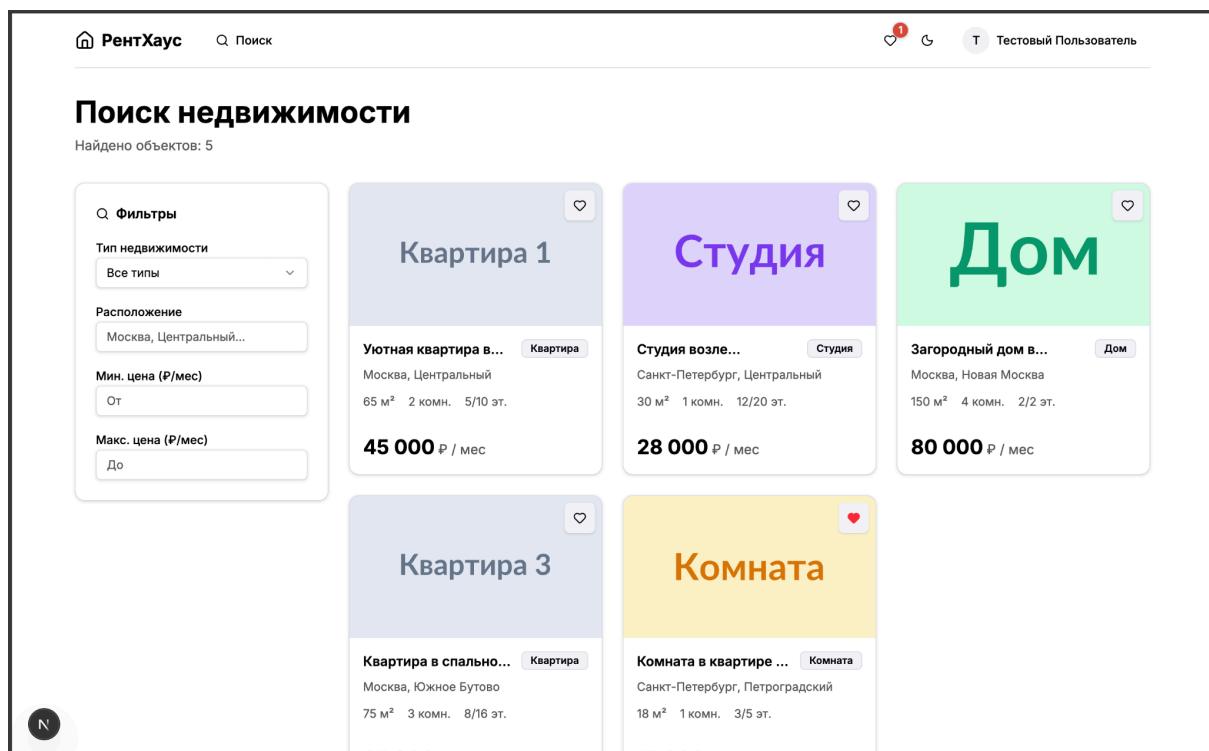 РентХаус
Поиск
1
Т Тестовый Пользователь
Поиск недвижимости
Найдено объектов: 5
Фильтры
Тип недвижимости
Все типы
Расположение
Москва, Центральный...
Мин. цена (₽/мес)
От
Макс. цена (₽/мес)
До
Квартира 1
Уютная квартира в... Квартира
Москва, Центральный
65 м² 2 комн. 5/10 эт.
45 000 ₽ / мес
Студия
Студия возле... Студия
Санкт-Петербург, Центральный
30 м² 1 комн. 12/20 эт.
28 000 ₽ / мес
Дом
Загородный дом в... Дом
Москва, Новая Москва
150 м² 4 комн. 2/2 эт.
80 000 ₽ / мес
Квартира 3
Квартира в спально... Квартира
Москва, Южное Бутово
75 м² 3 комн. 8/16 эт.
Комната
Комната в квартире ... Комната
Санкт-Петербург, Петроградский
18 м² 1 комн. 3/5 эт.
N